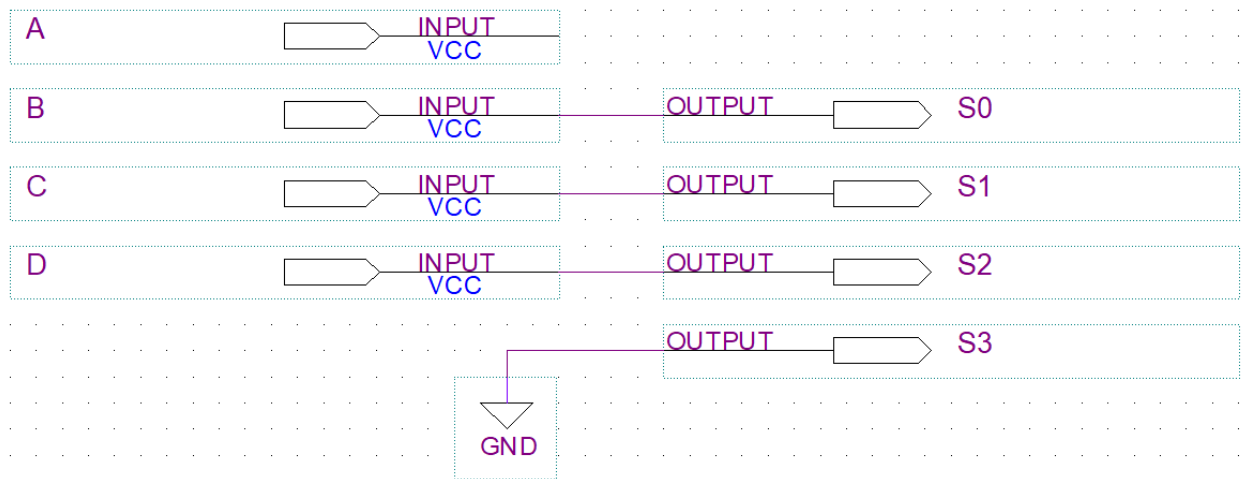 A INPUT
VCC
B INPUT OUTPUT S0
VCC
C INPUT OUTPUT S1
VCC
D INPUT OUTPUT S2
VCC
OUTPUT S3
GND